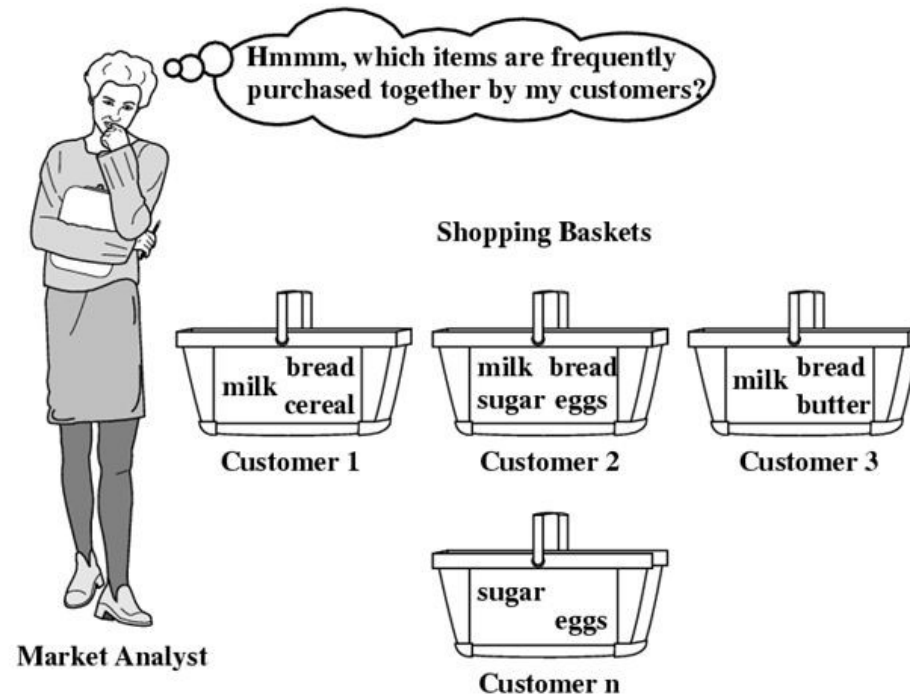 Hmmm, which items are frequently
purchased together by my customers?
Shopping Baskets
milk
bread
cereal
Customer 1
milk bread
sugar eggs
Customer 2
milk
bread
butter
Customer 3
sugar
eggs
Customer n
Market Analyst